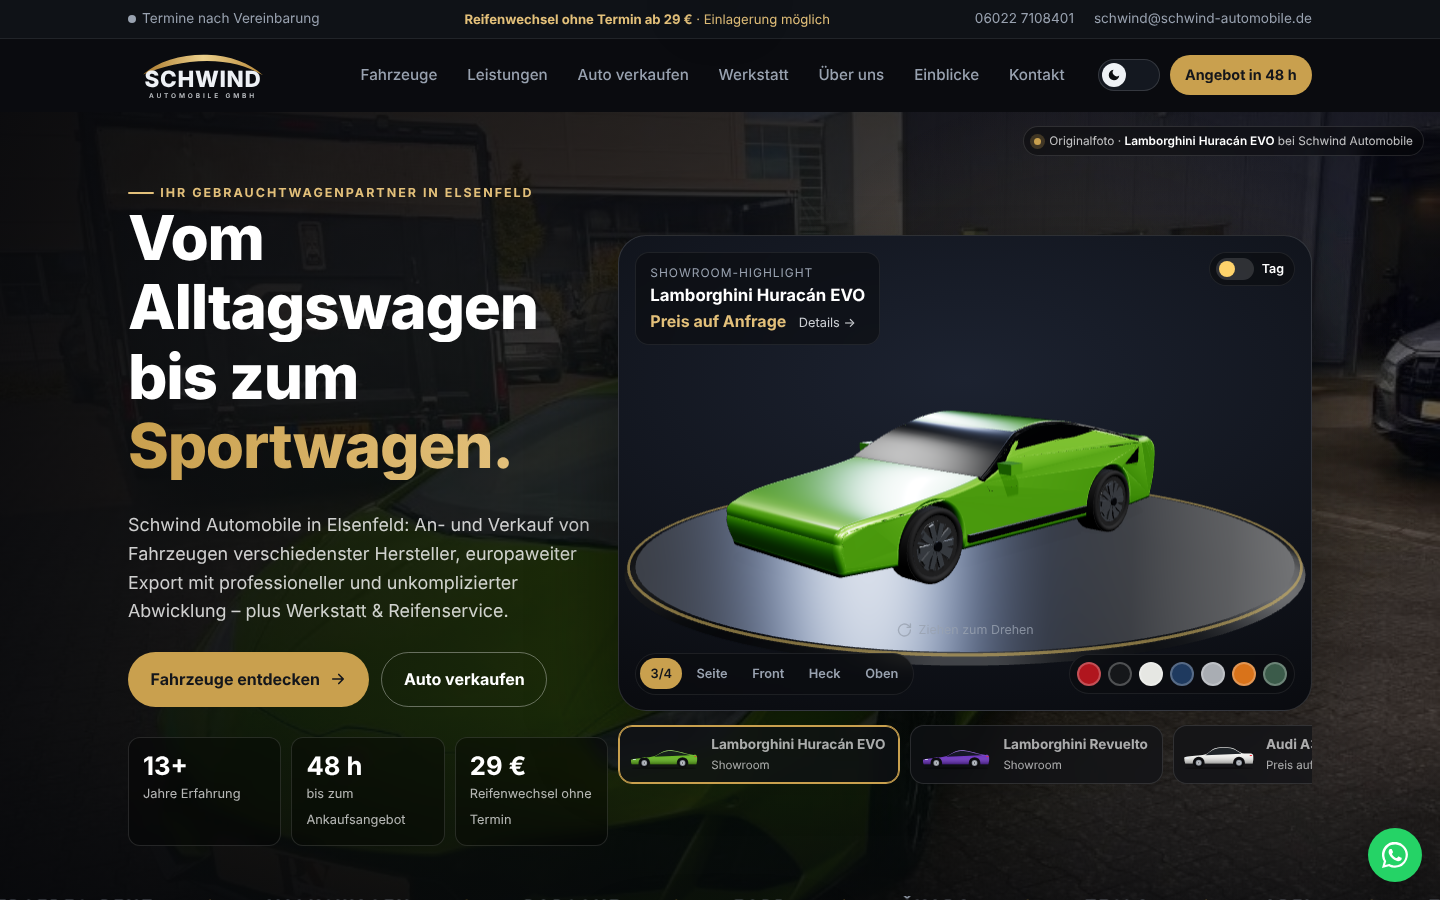 Termine nach Vereinbarung
Reifenwechsel ohne Termin ab 29 € · Einlagerung möglich
06022 7108401
schwind@schwind-automobile.de
SCHWIND
AUTOMOBILE GMBH
Fahrzeuge
Leistungen
Auto verkaufen
Werkstatt
Über uns
Einblicke
Kontakt
Angebot in 48 h
Originalfoto · Lamborghini Huracán EVO bei Schwind Automobile
IHR GEBRAUCHTWAGENPARTNER IN ELSENFELD
Vom
Alltagswagen
bis zum
Sportwagen.
Schwind Automobile in Elsenfeld: An- und Verkauf von
Fahrzeugen verschiedenster Hersteller, europaweiter
Export mit professioneller und unkomplizierter
Abwicklung – plus Werkstatt & Reifenservice.
Fahrzeuge entdecken →
Auto verkaufen
13+
Jahre Erfahrung
48 h
bis zum
Ankaufsangebot
29 €
Reifenwechsel ohne
Termin
SHOWROOM-HIGHLIGHT
Lamborghini Huracán EVO
Preis auf Anfrage Details →
Tag
Ziehen zum Drehen
3/4
Seite
Front
Heck
Oben
Lamborghini Huracán EVO
Showroom
Lamborghini Revuelto
Showroom
Audi
Preis auf